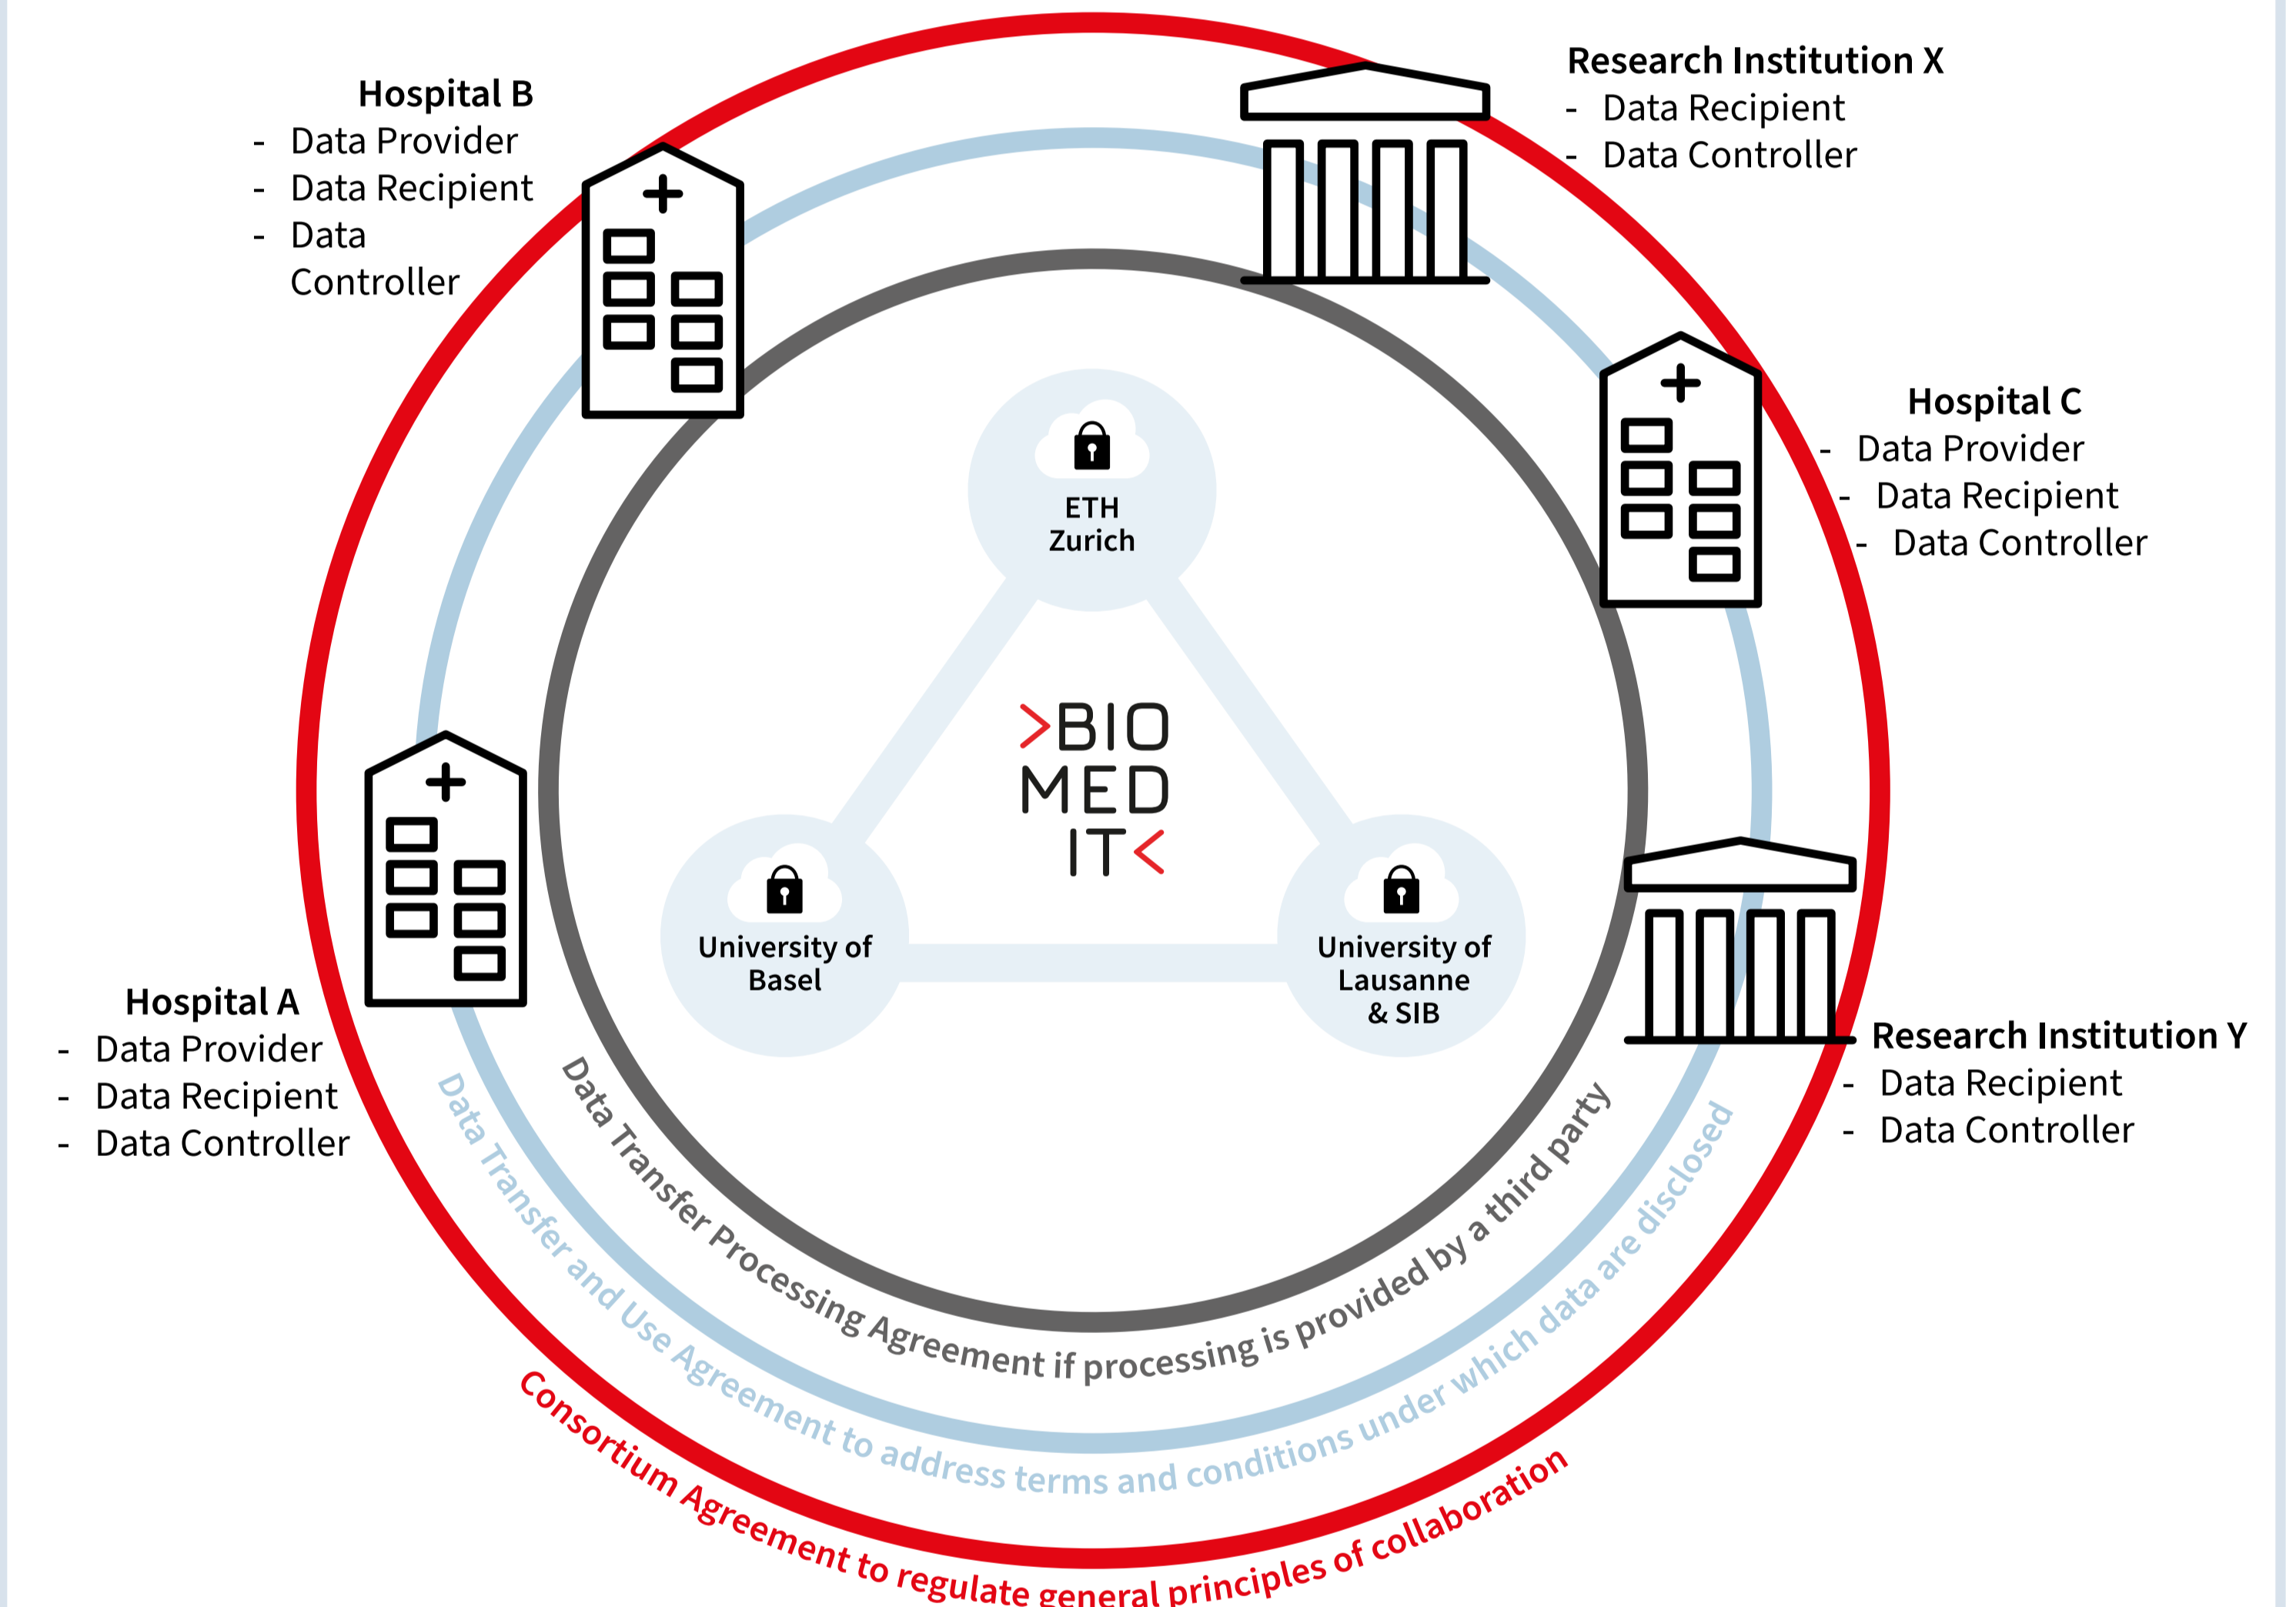 Hospital B
- Data Provider
- Data Recipient
- Data
Controller
Research Institution X
- Data Recipient
- Data Controller
Hospital C
- Data Provider
- Data Recipient
- Data Controller
ETH
Zurich
>BIO
MED
IT<
University of
Basel
University of
Lausanne
& SIB
Hospital A
- Data Provider
- Data Recipient
- Data Controller
Research Institution Y
- Data Recipient
- Data Controller
Data Transfer Processing Agreement if processing is provided by a third party
Data Transfer and Use Agreement to address terms and conditions under which data are disclosed
Consortium Agreement to regulate general principles of collaboration